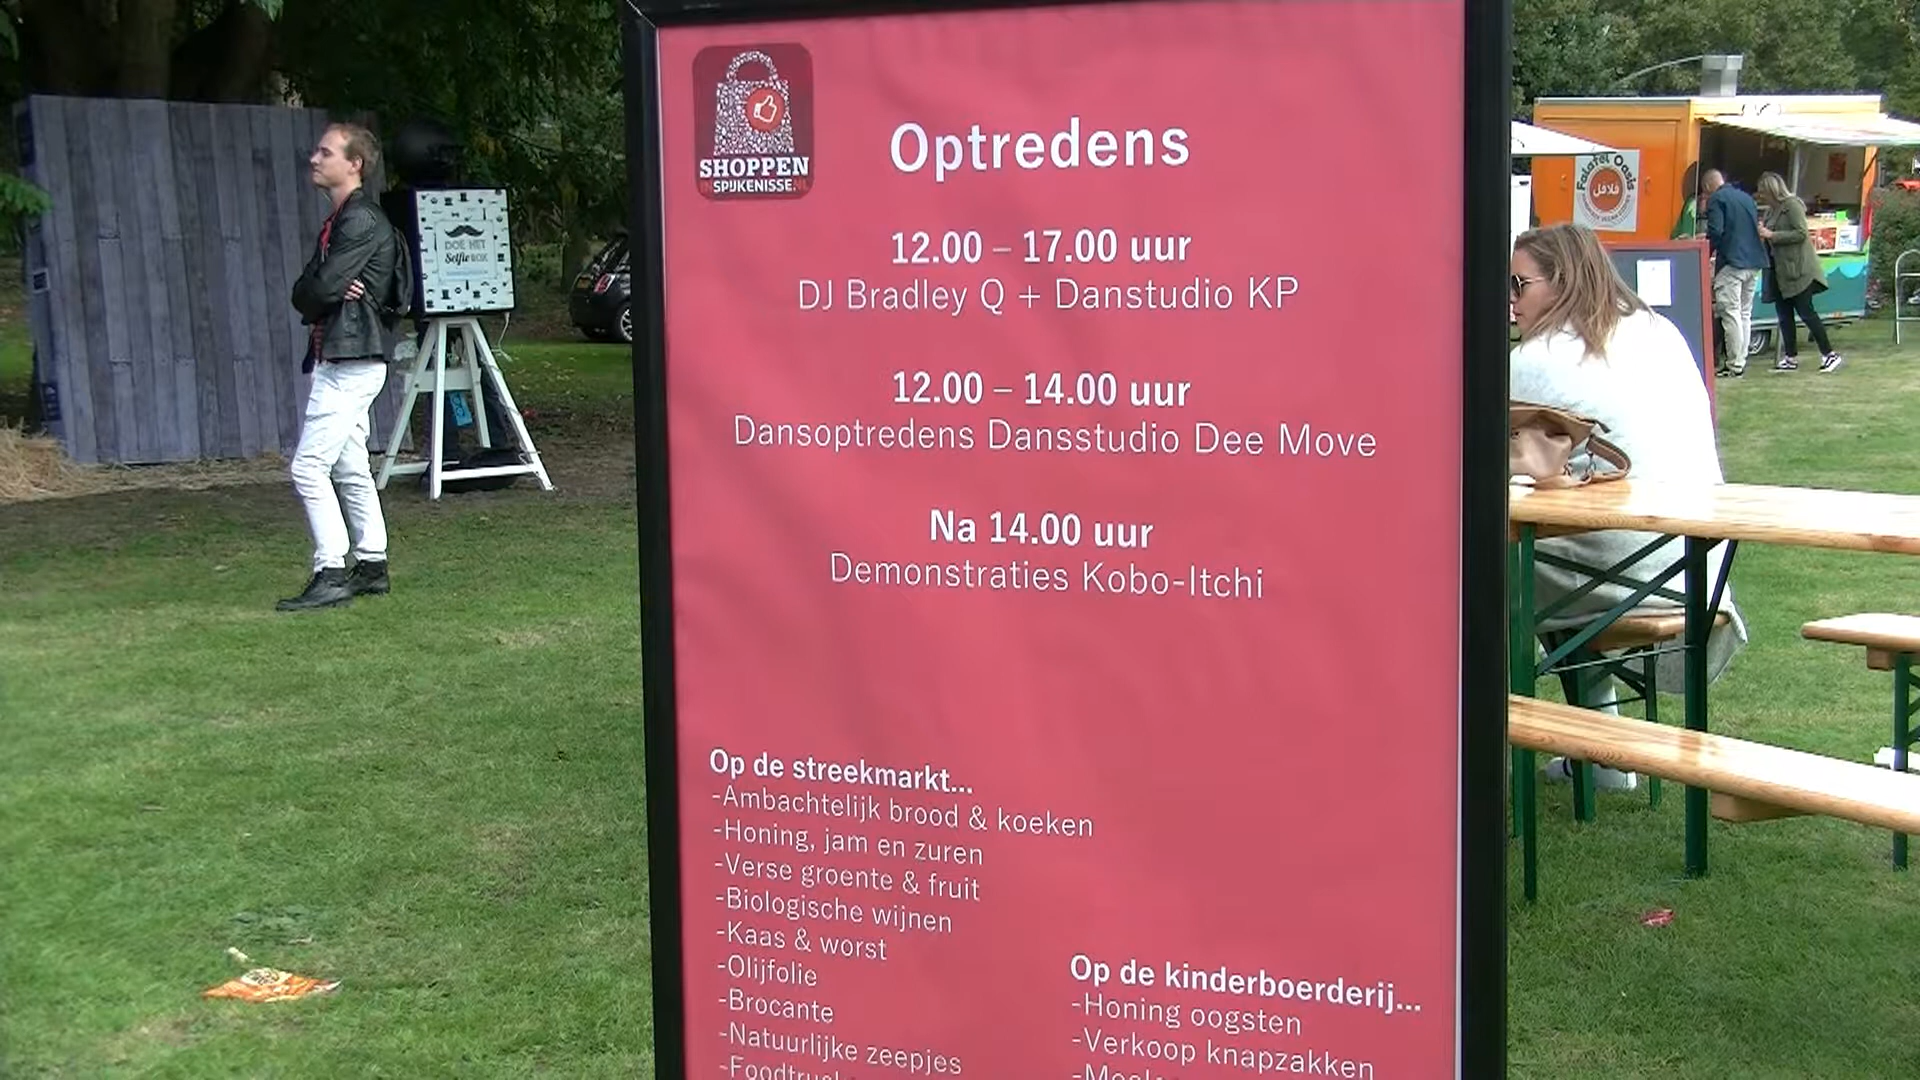 SHOPPEN
INSPIJKENISSE.NL
Optredens
12.00 – 17.00 uur
DJ Bradley Q + Danstudio KP
12.00 – 14.00 uur
Dansoptredens Dansstudio Dee Move
Na 14.00 uur
Demonstraties Kobo-Itchi
Op de streekmarkt...
-Ambachtelijk brood & koeken
-Honing, jam en zuren
-Verse groente & fruit
-Biologische wijnen
-Kaas & worst
-Olijfolie
-Brocante
-Natuurlijke zeepjes
Op de kinderboerderij...
-Honing oogsten
-Verkoop knapzakken
DOE HET
Selfie BOX
Falafel Oasis
فلافل